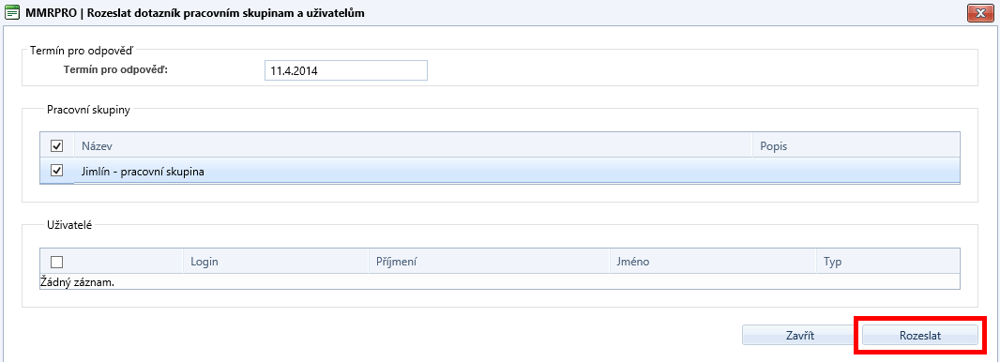 MMRPRO | Rozeslat dotazník pracovním skupinam a uživatelům
Termín pro odpověď
Termín pro odpověď: 11.4.2014
Pracovní skupiny
Název Popis
Jimlín - pracovní skupina
Uživatelé
Login Příjmení Jméno Typ
Žádný záznam.
Zavřít Rozeslat